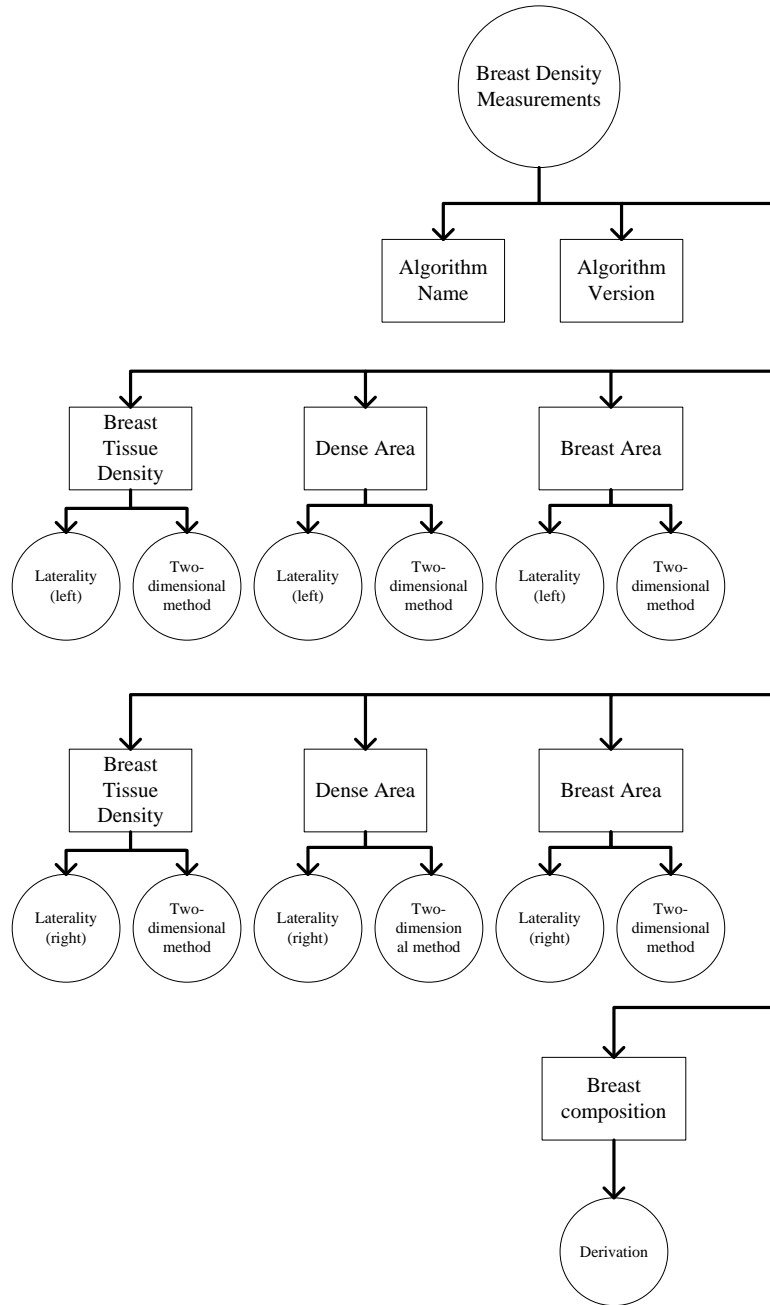 Breast Density
Measurements
Algorithm
Name
Algorithm
Version
Breast
Tissue
Density
Dense Area
Breast Area
Laterality
(left)
Two-
dimensional
method
Laterality
(left)
Two-
dimensional
method
Laterality
(left)
Two-
dimensional
method
Breast
Tissue
Density
Dense Area
Breast Area
Laterality
(right)
Two-
dimensional
method
Laterality
(right)
Two-
dimension
al method
Laterality
(right)
Two-
dimensional
method
Breast
composition
Derivation